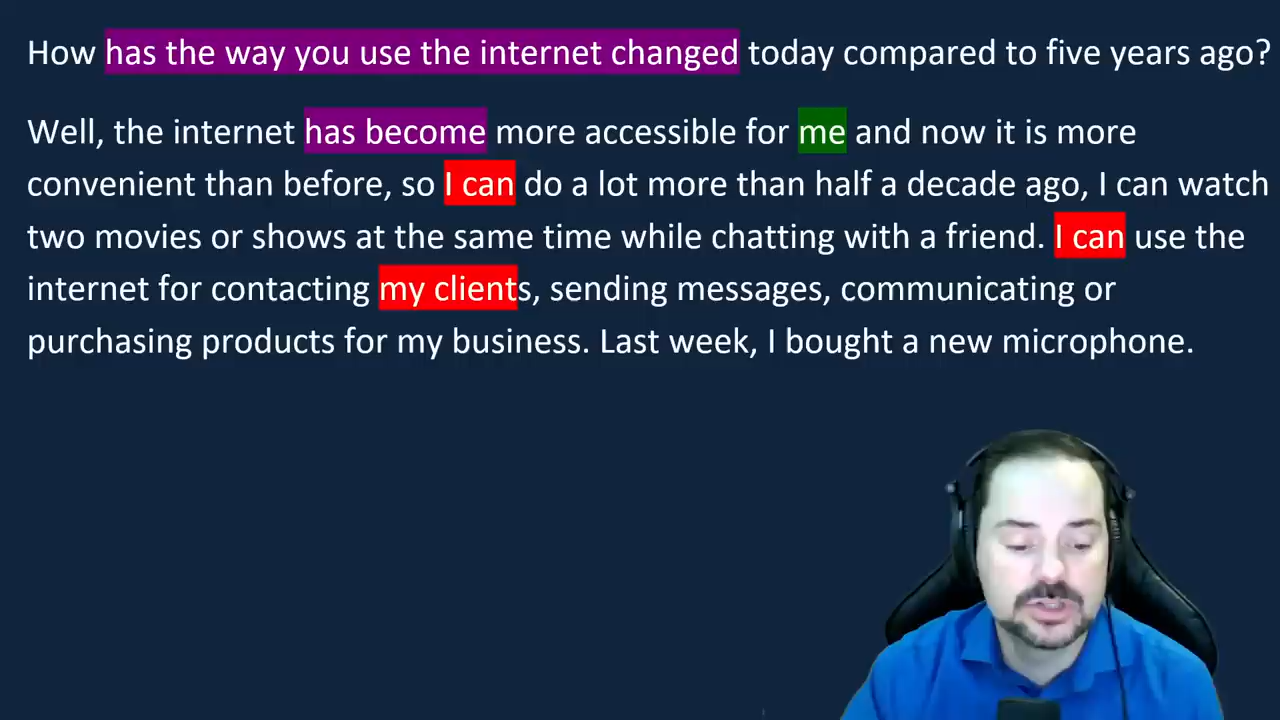 How has the way you use the internet changed today compared to five years ago?
Well, the internet has become more accessible for me and now it is more
convenient than before, so I can do a lot more than half a decade ago, I can watch
two movies or shows at the same time while chatting with a friend. I can use the
internet for contacting my clients, sending messages, communicating or
purchasing products for my business. Last week, I bought a new microphone.